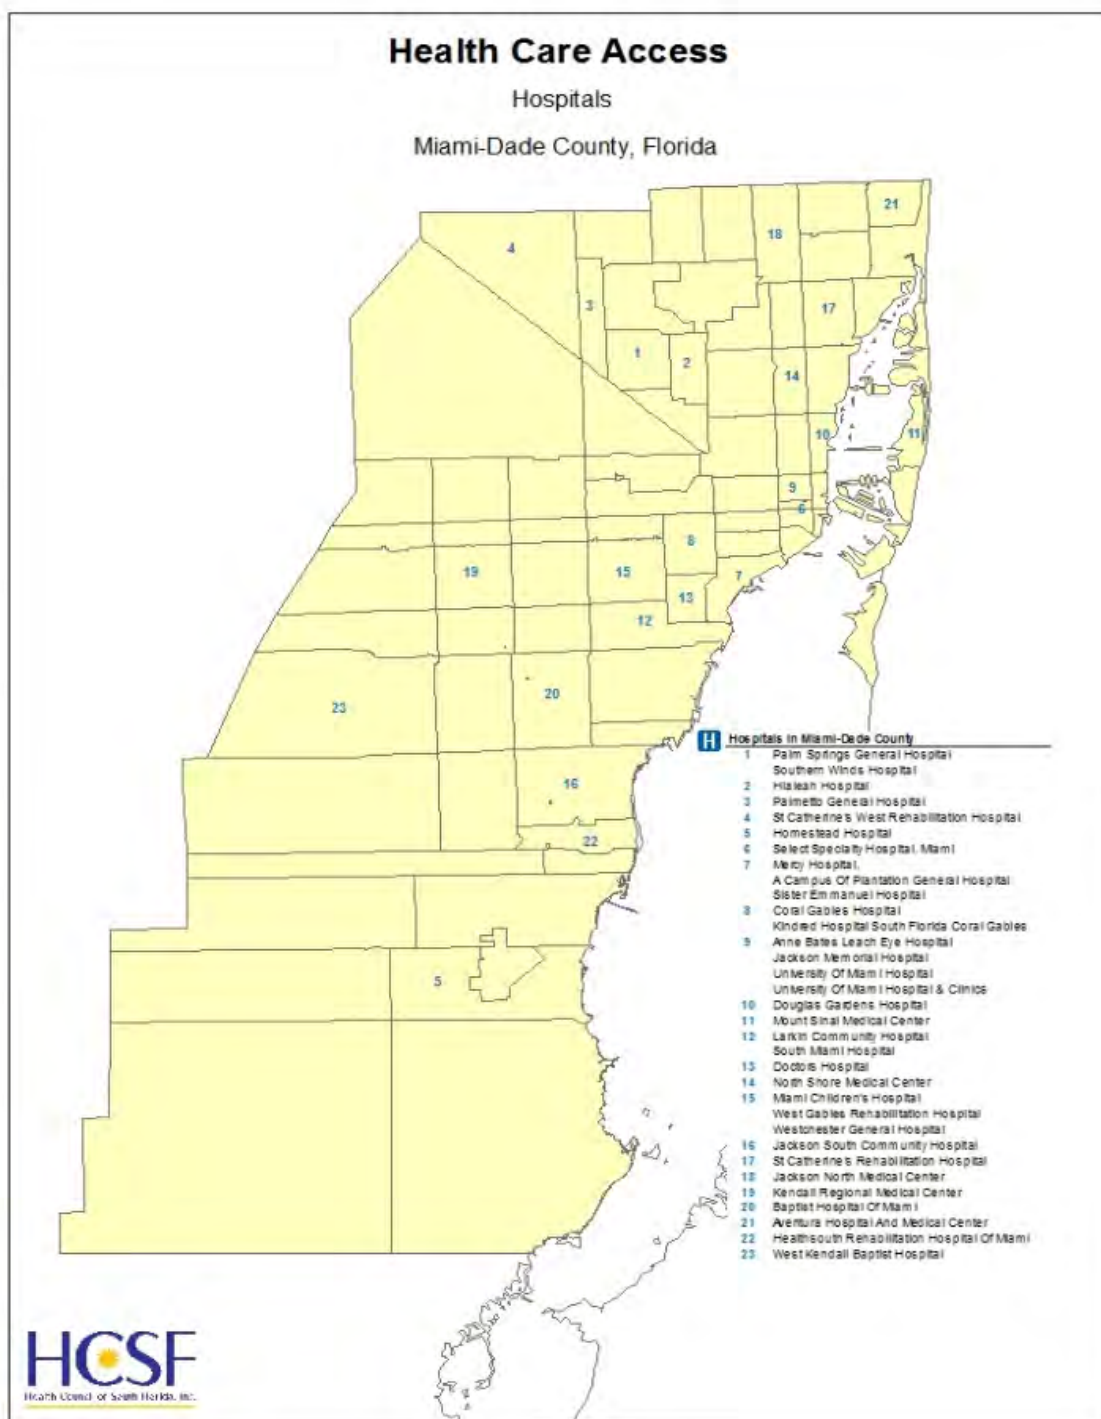 Health Care Access
Hospitals
Miami-Dade County, Florida
21
18
4
3
17
1
2
14
10
11
9
6
8
7
19
15
13
12
20
23
16
22
5
H Hospitals in Miami-Dade County
1 Palm Springs General Hospital
Southern Winds Hospital
2 Hialeah Hospital
3 Palmetto General Hospital
4 St Catherine's West Rehabilitation Hospital
5 Homestead Hospital
6 Select Specialty Hospital, Miami
7 Mercy Hospital,
A Campus Of Plantation General Hospital
Sister Emmanuel Hospital
8 Coral Gables Hospital
Kindred Hospital South Florida Coral Gables
9 Anne Bates Leach Eye Hospital
Jackson Memorial Hospital
University Of Miami Hospital
University Of Miami Hospital & Clinics
10 Douglas Gardens Hospital
11 Mount Sinai Medical Center
12 Larkin Community Hospital
South Miami Hospital
13 Doctors Hospital
14 North Shore Medical Center
15 Miami Children's Hospital
West Gables Rehabilitation Hospital
Westchester General Hospital
16 Jackson South Community Hospital
17 St Catherine's Rehabilitation Hospital
18 Jackson North Medical Center
19 Kendall Regional Medical Center
20 Baptist Hospital Of Miami
21 Aventura Hospital And Medical Center
22 Healthsouth Rehabilitation Hospital Of Miami
23 West Kendall Baptist Hospital
HCSF
Health Council of South Florida, Inc.